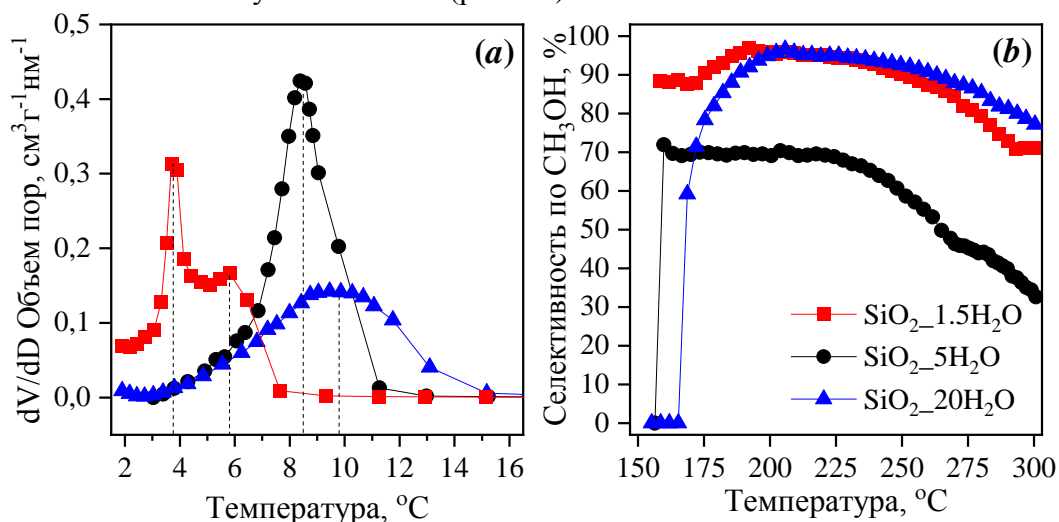 (a)
dV/dD Объем пор, см³г⁻¹нм⁻¹
0,5
0,4
0,3
0,2
0,1
0,0
2 4 6 8 10 12 14 16
Температура, °C
(b)
Селективность по CH₃OH, %
100
90
80
70
60
50
40
30
20
10
0
SiO₂_1.5H₂O
SiO₂_5H₂O
SiO₂_20H₂O
150 175 200 225 250 275 300
Температура, °C